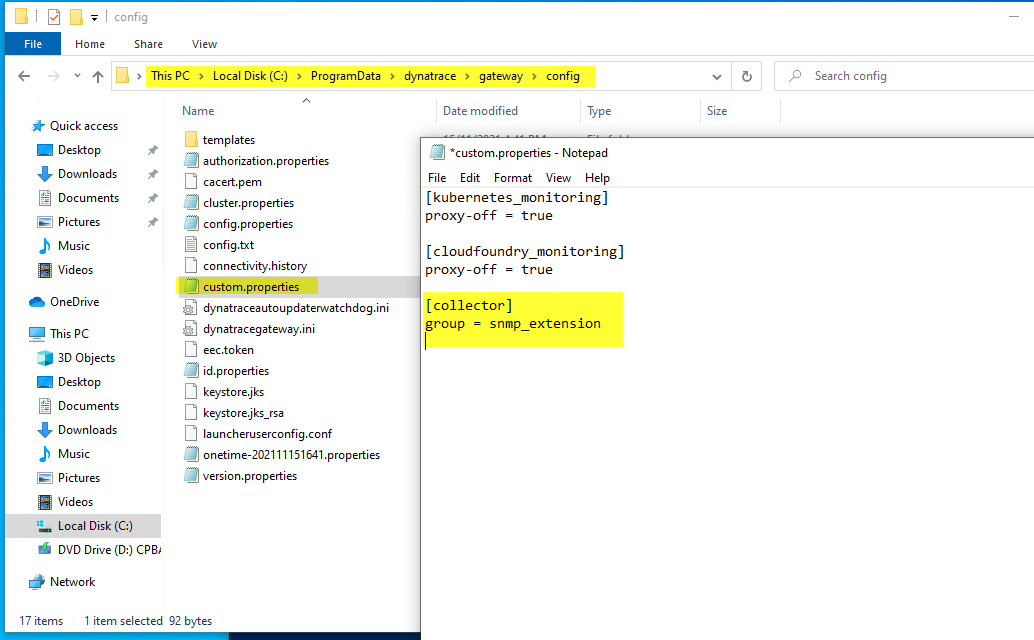 config
File Home Share View
This PC > Local Disk (C:) > ProgramData > dynatrace > gateway > config
Search config
Name Date modified Type Size
Quick access
Desktop
Downloads
Documents
Pictures
Music
Videos
OneDrive
This PC
3D Objects
Desktop
Documents
Downloads
Music
Pictures
Videos
Local Disk (C:)
DVD Drive (D:) CPBA
Network
templates
authorization.properties
cacert.pem
cluster.properties
config.properties
config.txt
connectivity.history
custom.properties
dynatraceautoupdaterwatchdog.ini
dynatracegateway.ini
eec.token
id.properties
keystore.jks
keystore.jks_rsa
launcheruserconfig.conf
onetime-202111151641.properties
version.properties
*custom.properties - Notepad
File Edit Format View Help
[kubernetes_monitoring]
proxy-off = true
[cloudfoundry_monitoring]
proxy-off = true
[collector]
group = snmp_extension
17 items 1 item selected 92 bytes